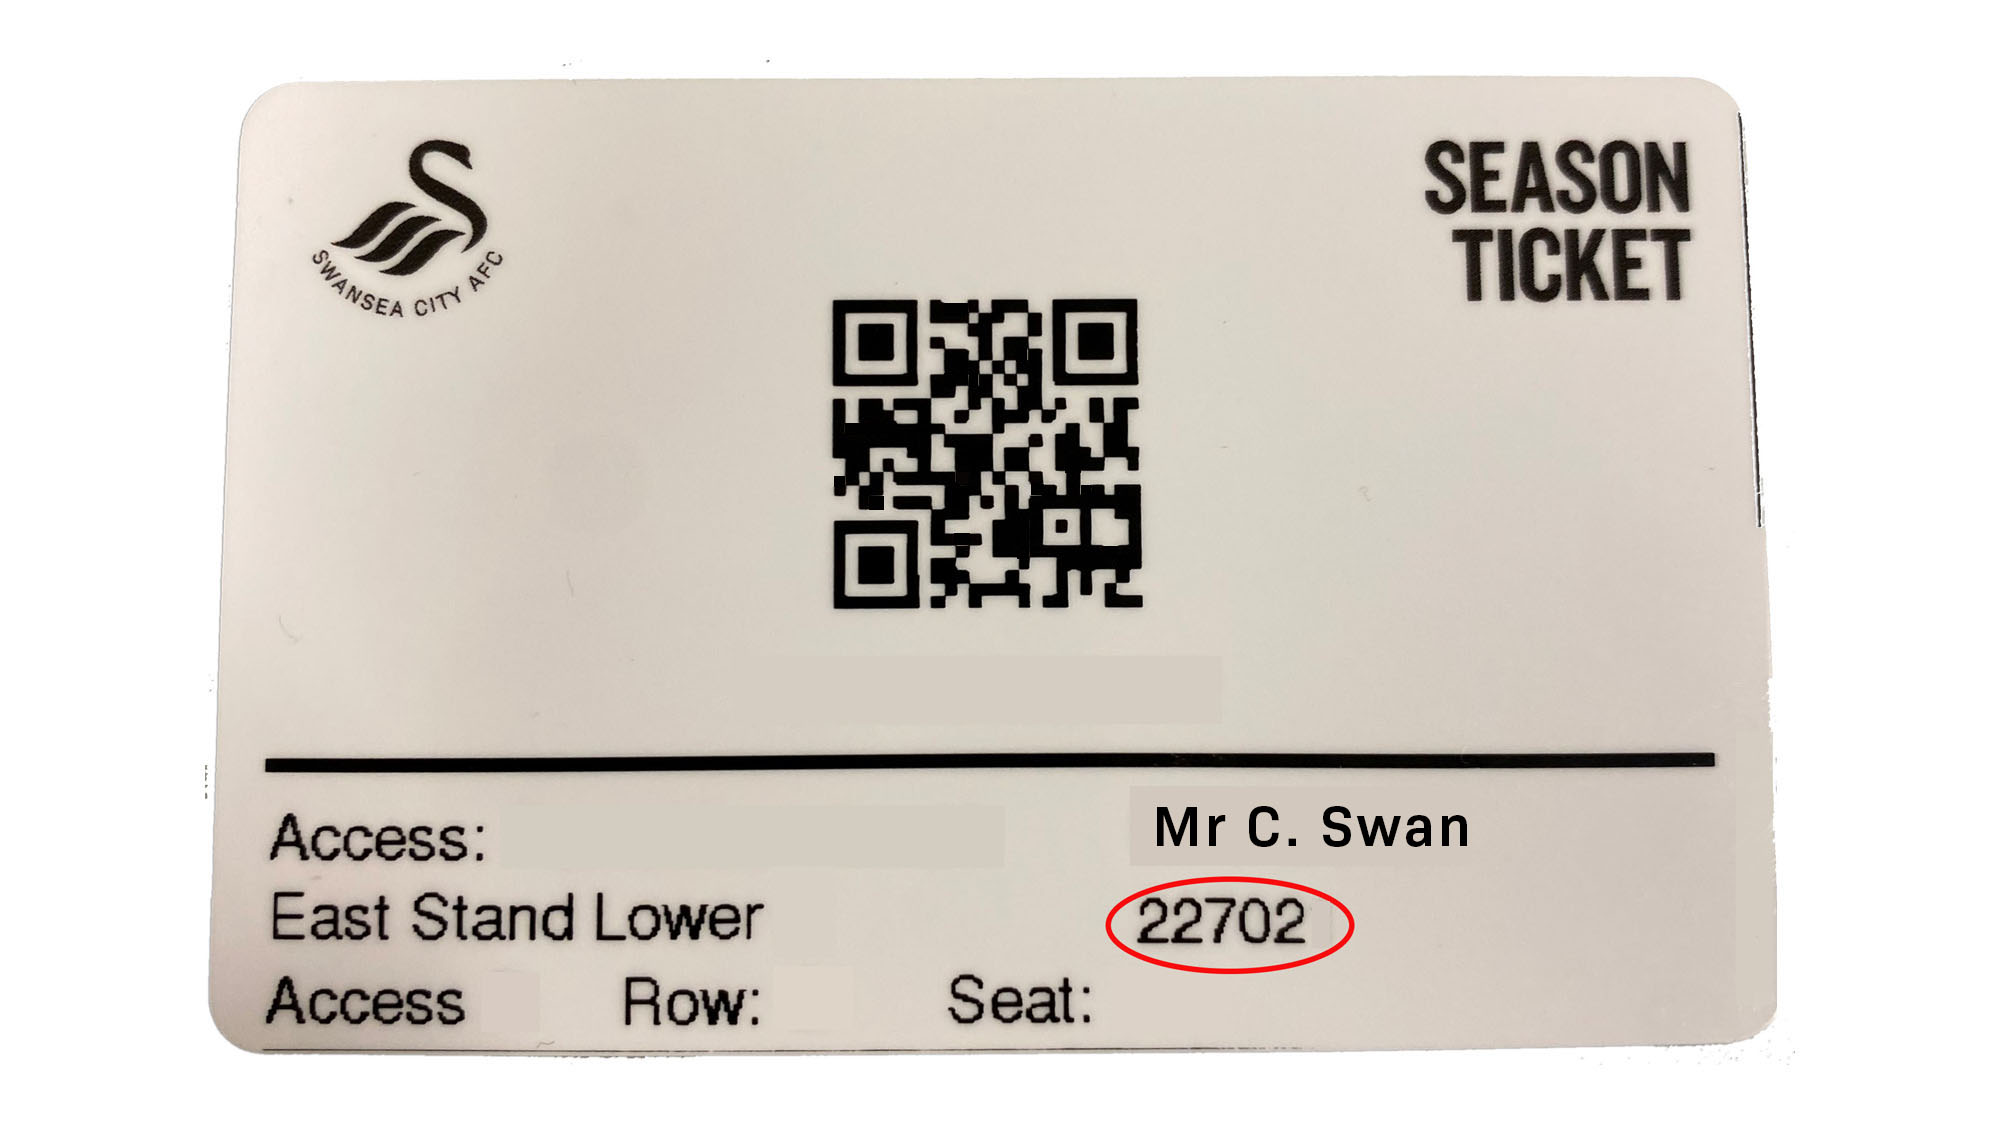 SWANSEA CITY AFC
SEASON
TICKET
Access:
Mr C. Swan
East Stand Lower
22702
Access Row: Seat: